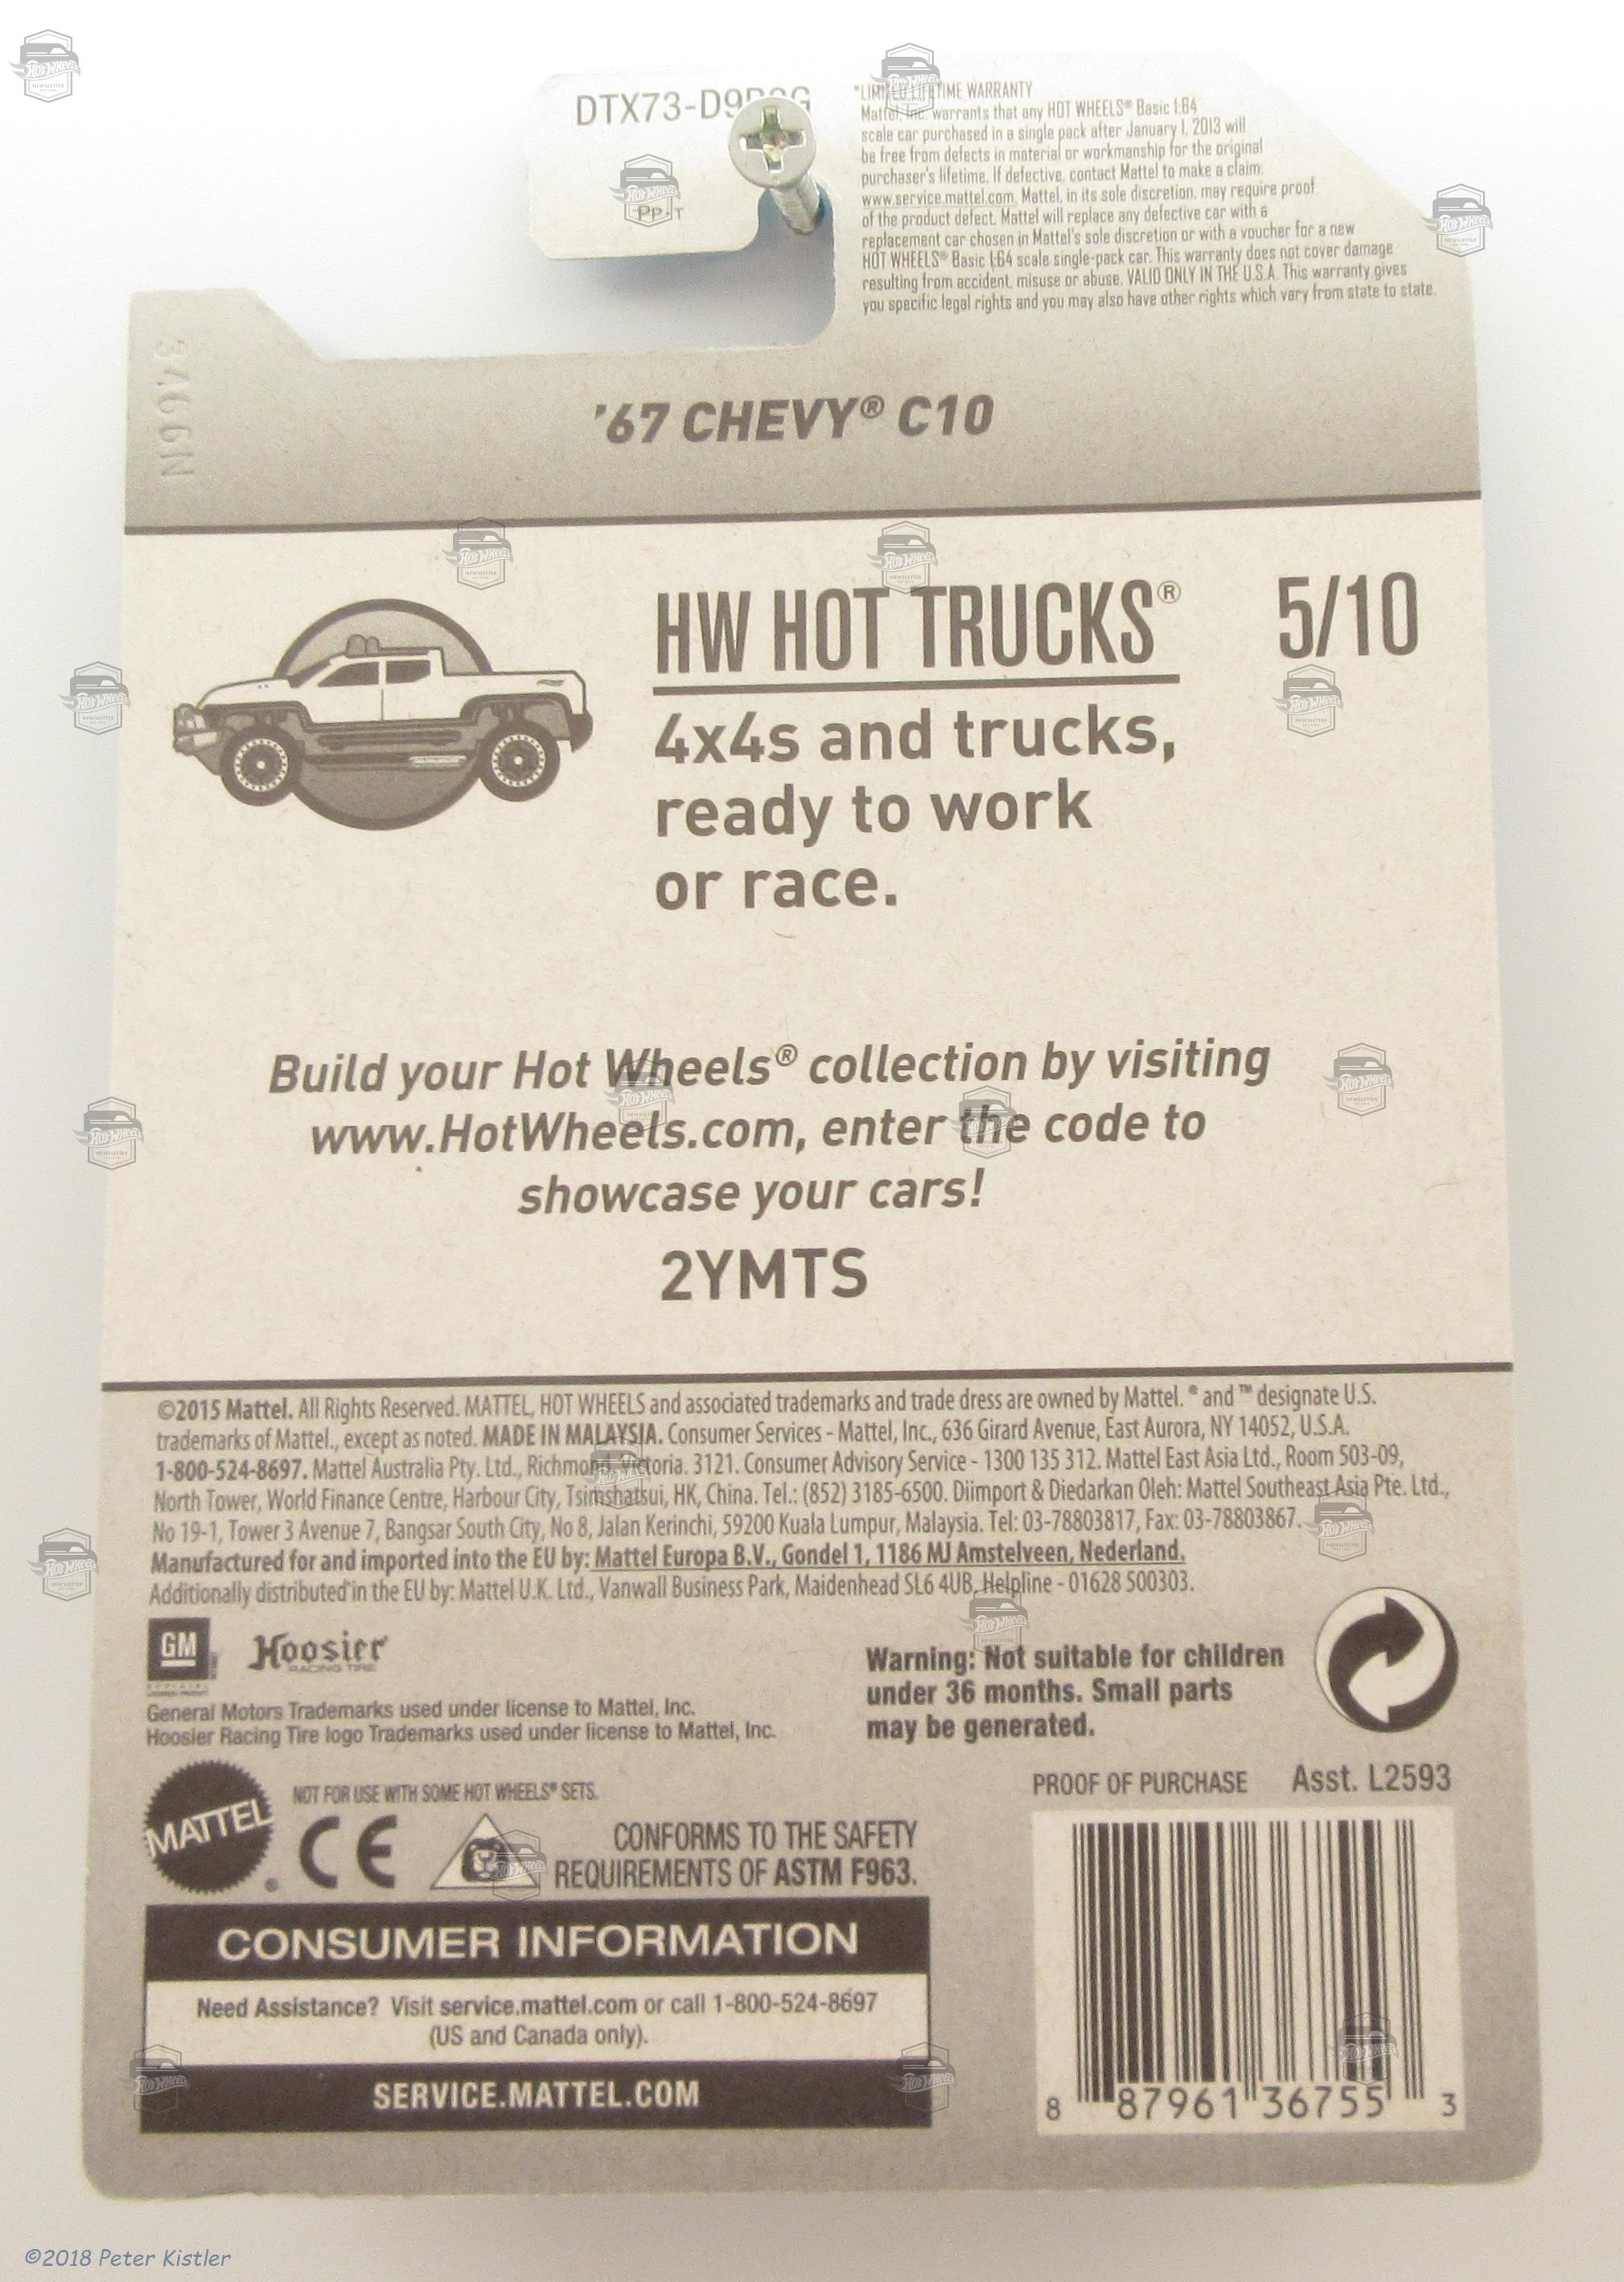 DTX73-D9
*LIMITED LIFETIME WARRANTY
Mattel, Inc. warrants that any HOT WHEELS® Basic 1:64
scale car purchased in a single pack after January 1, 2013 will
be free from defects in material or workmanship for the original
purchaser's lifetime. If defective, contact Mattel to make a claim:
www.service.mattel.com. Mattel, in its sole discretion, may require proof
of the product defect. Mattel will replace any defective car with a
replacement car chosen in Mattel's sole discretion or with a voucher for a new
HOT WHEELS® Basic 1:64 scale single-pack car. This warranty does not cover damage
resulting from accident, misuse or abuse. VALID ONLY IN THE U.S.A. This warranty gives
you specific legal rights and you may also have other rights which vary from state to state.
'67 CHEVY® C10
HW HOT TRUCKS® 5/10
4x4s and trucks,
ready to work
or race.
Build your Hot Wheels® collection by visiting
www.HotWheels.com, enter the code to
showcase your cars!
2YMTS
©2015 Mattel. All Rights Reserved. MATTEL, HOT WHEELS and associated trademarks and trade dress are owned by Mattel. ® and ™ designate U.S.
trademarks of Mattel., except as noted. MADE IN MALAYSIA. Consumer Services - Mattel, Inc., 636 Girard Avenue, East Aurora, NY 14052, U.S.A.
1-800-524-8697. Mattel Australia Pty. Ltd., Richmond, Victoria. 3121. Consumer Advisory Service - 1300 135 312. Mattel East Asia Ltd., Room 503-09,
North Tower, World Finance Centre, Harbour City, Tsimshatsui, HK, China. Tel.: (852) 3185-6500. Diimport & Diedarkan Oleh: Mattel Southeast Asia Pte. Ltd.,
No 19-1, Tower 3 Avenue 7, Bangsar South City, No 8, Jalan Kerinchi, 59200 Kuala Lumpur, Malaysia. Tel: 03-78803817, Fax: 03-78803867.
Manufactured for and imported into the EU by: Mattel Europa B.V., Gondel 1, 1186 MJ Amstelveen, Nederland.
Additionally distributed in the EU by: Mattel U.K. Ltd., Vanwall Business Park, Maidenhead SL6 4UB. Helpline - 01628 500303.
GM
Hoosier
RACING TIRE
General Motors Trademarks used under license to Mattel, Inc.
Hoosier Racing Tire logo Trademarks used under license to Mattel, Inc.
Warning: Not suitable for children
under 36 months. Small parts
may be generated.
MATTEL®
NOT FOR USE WITH SOME HOT WHEELS® SETS.
CE
CONFORMS TO THE SAFETY
REQUIREMENTS OF ASTM F963.
PROOF OF PURCHASE Asst. L2593
CONSUMER INFORMATION
Need Assistance? Visit service.mattel.com or call 1-800-524-8697
(US and Canada only).
SERVICE.MATTEL.COM
8 87961 36755 3
©2018 Peter Kistler